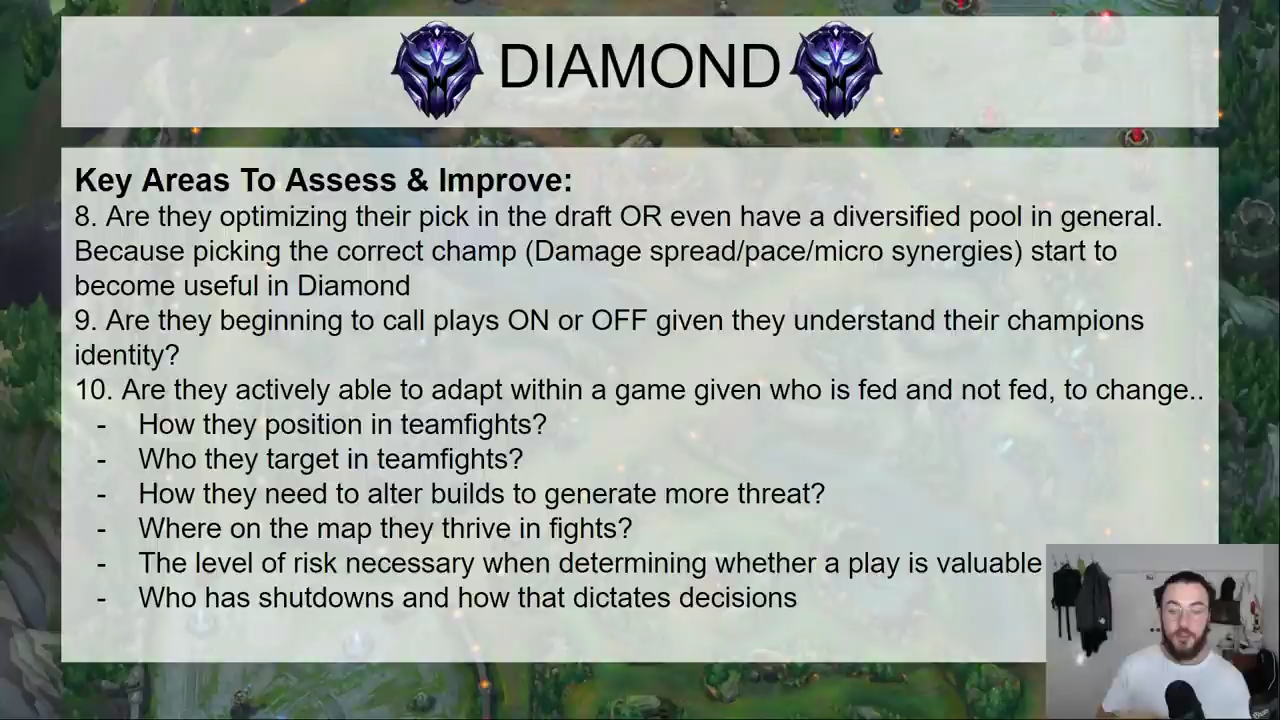 DIAMOND
Key Areas To Assess & Improve:
8. Are they optimizing their pick in the draft OR even have a diversified pool in general.
Because picking the correct champ (Damage spread/pace/micro synergies) start to
become useful in Diamond
9. Are they beginning to call plays ON or OFF given they understand their champions
identity?
10. Are they actively able to adapt within a game given who is fed and not fed, to change..
- How they position in teamfights?
- Who they target in teamfights?
- How they need to alter builds to generate more threat?
- Where on the map they thrive in fights?
- The level of risk necessary when determining whether a play is valuable
- Who has shutdowns and how that dictates decisions